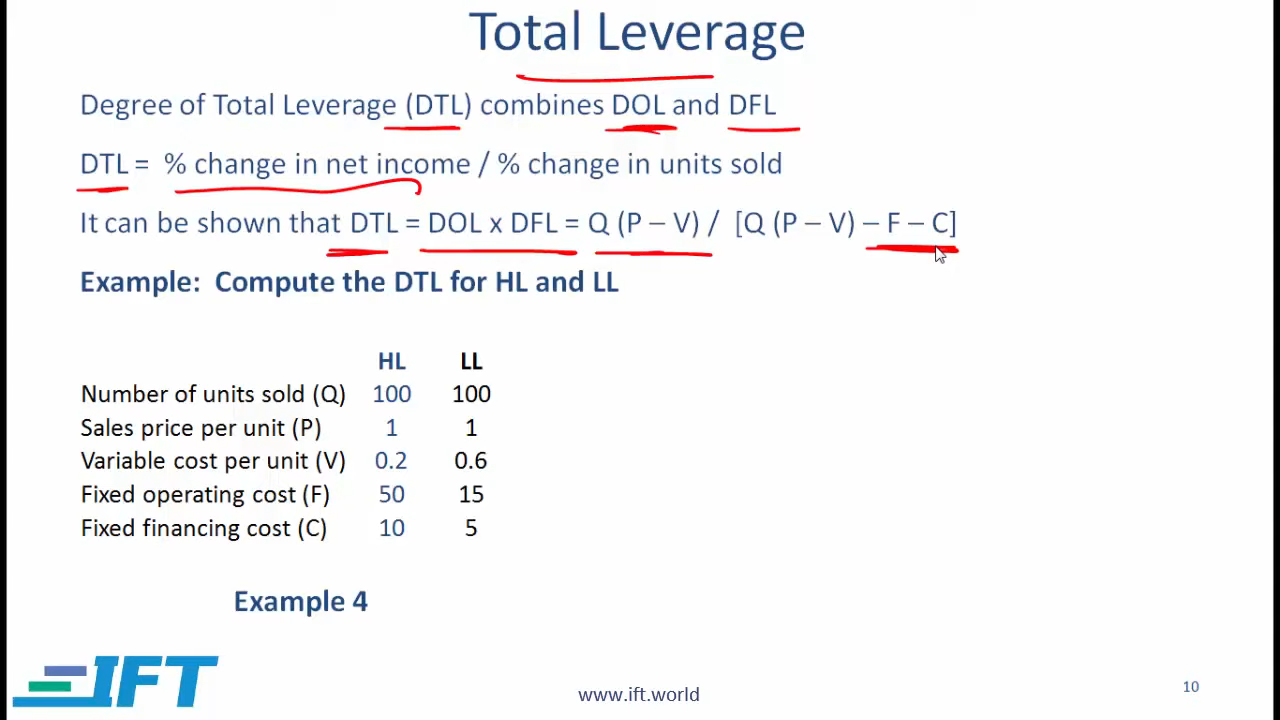 Total Leverage
Degree of Total Leverage (DTL) combines DOL and DFL
DTL = % change in net income / % change in units sold
It can be shown that DTL = DOL x DFL = Q (P – V) / [Q (P – V) – F – C]
Example: Compute the DTL for HL and LL
HL LL
Number of units sold (Q) 100 100
Sales price per unit (P) 1 1
Variable cost per unit (V) 0.2 0.6
Fixed operating cost (F) 50 15
Fixed financing cost (C) 10 5
Example 4
IFT
www.ift.world
10